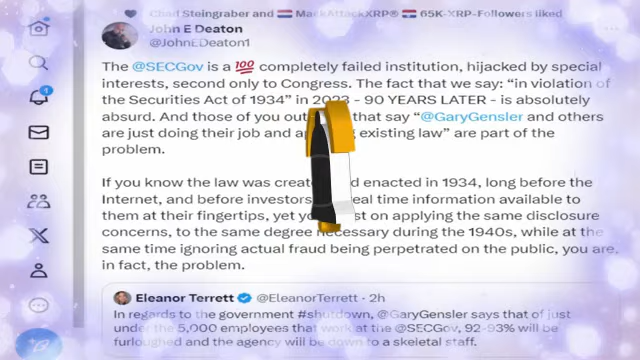 Chad Steingraber and MackAttackXRP® 65K-XRP-Followers liked
John E Deaton
@JohnEDeaton1
The @SECGov is a 💯 completely failed institution, hijacked by special
interests, second only to Congress. The fact that we say: “in violation of
the Securities Act of 1934” in 2023 - 90 YEARS LATER - is absolutely
absurd. And those of you out that say “@GaryGensler and others
are just doing their job and existing law” are part of the
problem.
If you know the law was enacted in 1934, long before the
Internet, and before investors real time information available to
them at their fingertips, yet on applying the same disclosure
concerns, to the same degree necessary during the 1940s, while at the
same time ignoring actual fraud being perpetrated on the public, you are,
in fact, the problem.
Eleanor Terrett @EleanorTerrett · 2h
In regards to the government #shutdown, @GaryGensler says that of just
under the 5,000 employees that work at the @SECGov, 92-93% will be
furloughed and the agency will be down to a skeletal staff.